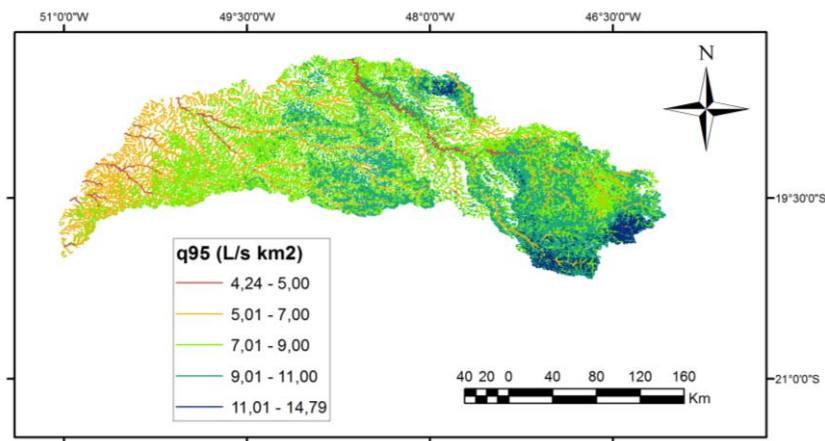 51°0'0"W 49°30'0"W 48°0'0"W 46°30'0"W
N
19°30'0"S
q95 (L/s km2)
4,24 - 5,00
5,01 - 7,00
7,01 - 9,00
9,01 - 11,00
11,01 - 14,79
21°0'0"S
40 20 0 40 80 120 160
Km